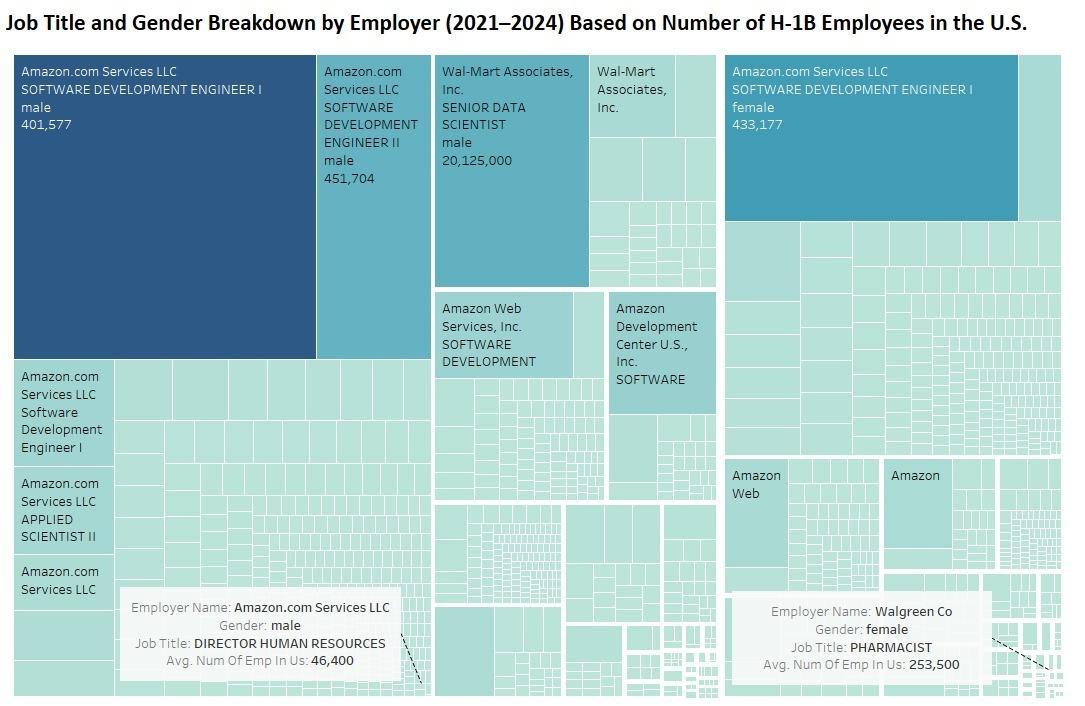 Job Title and Gender Breakdown by Employer (2021–2024) Based on Number of H-1B Employees in the U.S.
Amazon.com Services LLC
SOFTWARE DEVELOPMENT ENGINEER I
male
401,577
Amazon.com
Services LLC
SOFTWARE
DEVELOPMENT
ENGINEER II
male
451,704
Amazon.com
Services LLC
Software
Development
Engineer I
Amazon.com
Services LLC
APPLIED
SCIENTIST II
Amazon.com
Services LLC
Employer Name: Amazon.com Services LLC
Gender: male
Job Title: DIRECTOR HUMAN RESOURCES
Avg. Num Of Emp In Us: 46,400
Wal-Mart Associates,
Inc.
SENIOR DATA
SCIENTIST
male
20,125,000
Wal-Mart
Associates,
Inc.
Amazon Web
Services, Inc.
SOFTWARE
DEVELOPMENT
Amazon
Development
Center U.S.,
Inc.
SOFTWARE
Amazon.com Services LLC
SOFTWARE DEVELOPMENT ENGINEER I
female
433,177
Amazon
Web
Amazon
Employer Name: Walgreen Co
Gender: female
Job Title: PHARMACIST
Avg. Num Of Emp In Us: 253,500